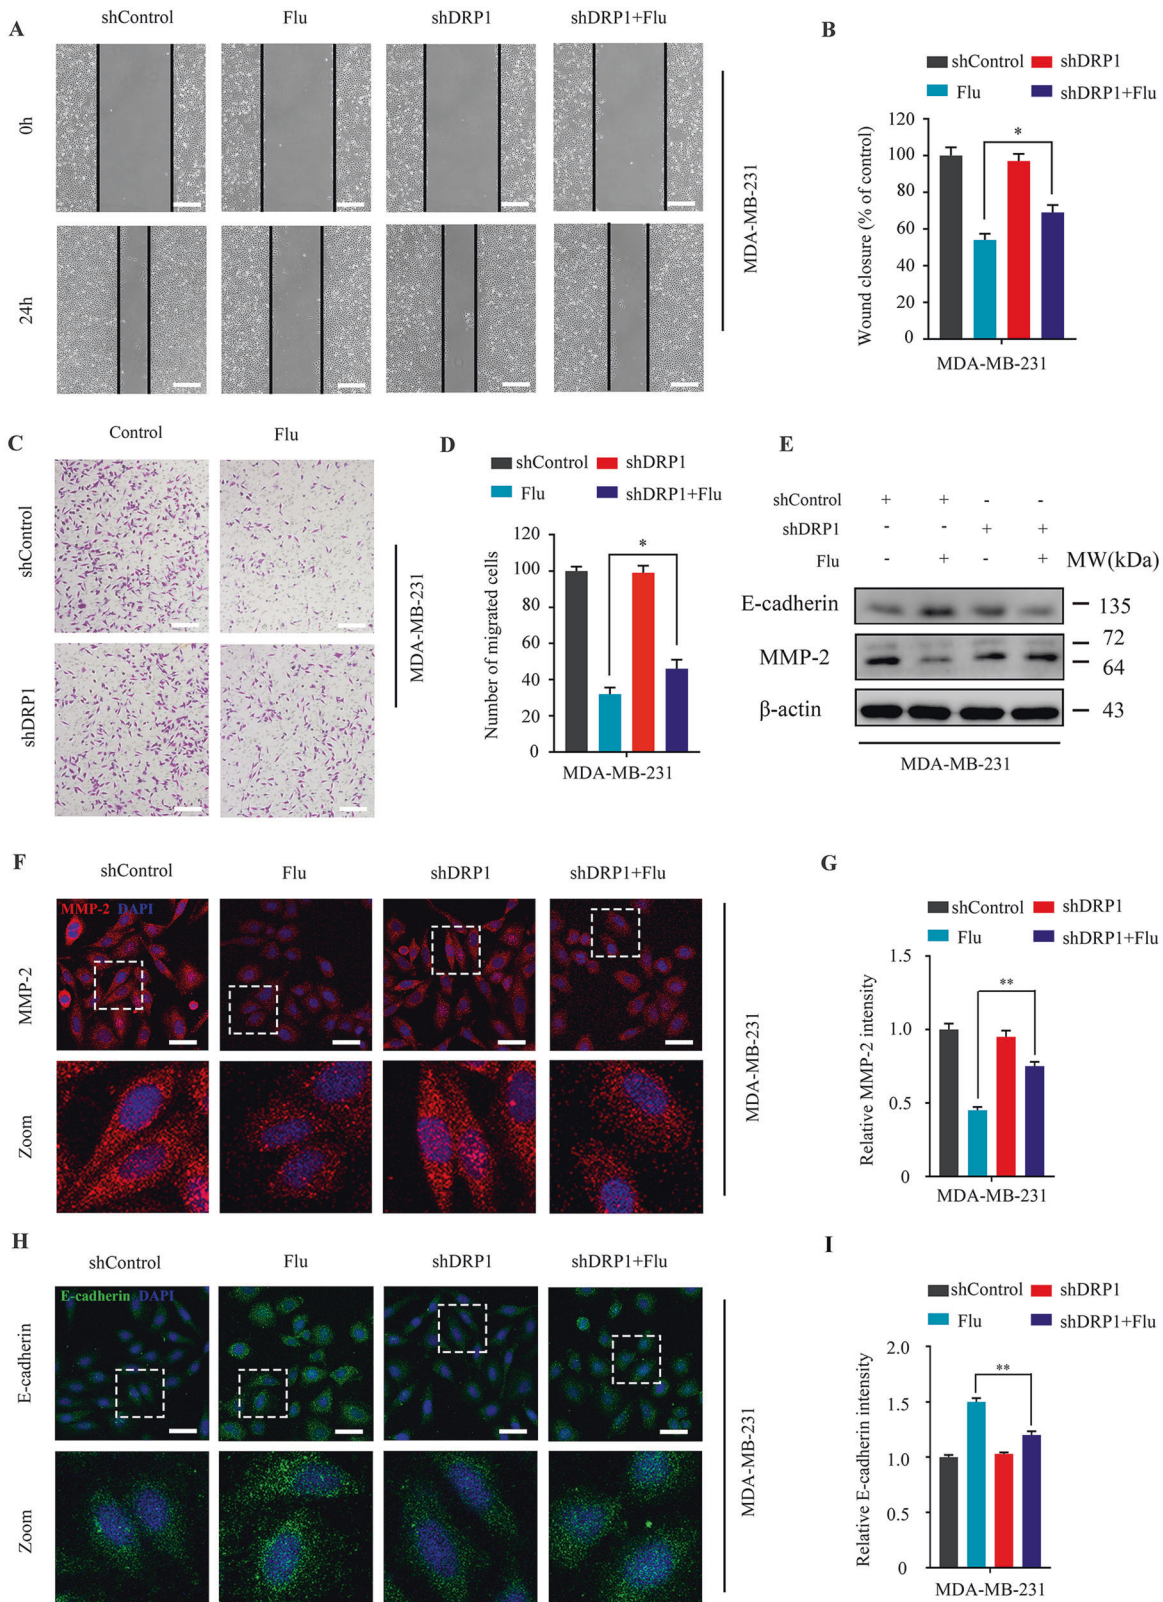 A
shControl Flu shDRP1 shDRP1+Flu
0h
24h
MDA-MB-231
B
shControl shDRP1
Flu shDRP1+Flu
Wound closure (% of control)
120
100
80
60
40
20
0
*
MDA-MB-231
C
Control Flu
shControl
shDRP1
MDA-MB-231
D
shControl shDRP1
Flu shDRP1+Flu
Number of migrated cells
120
100
80
60
40
20
0
*
MDA-MB-231
E
shControl + + - -
shDRP1 - - + +
Flu - + - + MW(kDa)
E-cadherin 135
72
MMP-2 64
β-actin 43
MDA-MB-231
F
shControl Flu shDRP1 shDRP1+Flu
MMP-2 DAPI
MMP-2
Zoom
MDA-MB-231
G
shControl shDRP1
Flu shDRP1+Flu
Relative MMP-2 intensity
1.5
1.0
0.5
0
**
MDA-MB-231
H
shControl Flu shDRP1 shDRP1+Flu
E-cadherin DAPI
E-cadherin
Zoom
MDA-MB-231
I
shControl shDRP1
Flu shDRP1+Flu
Relative E-cadherin intensity
2.0
1.5
1.0
0.5
0
**
MDA-MB-231